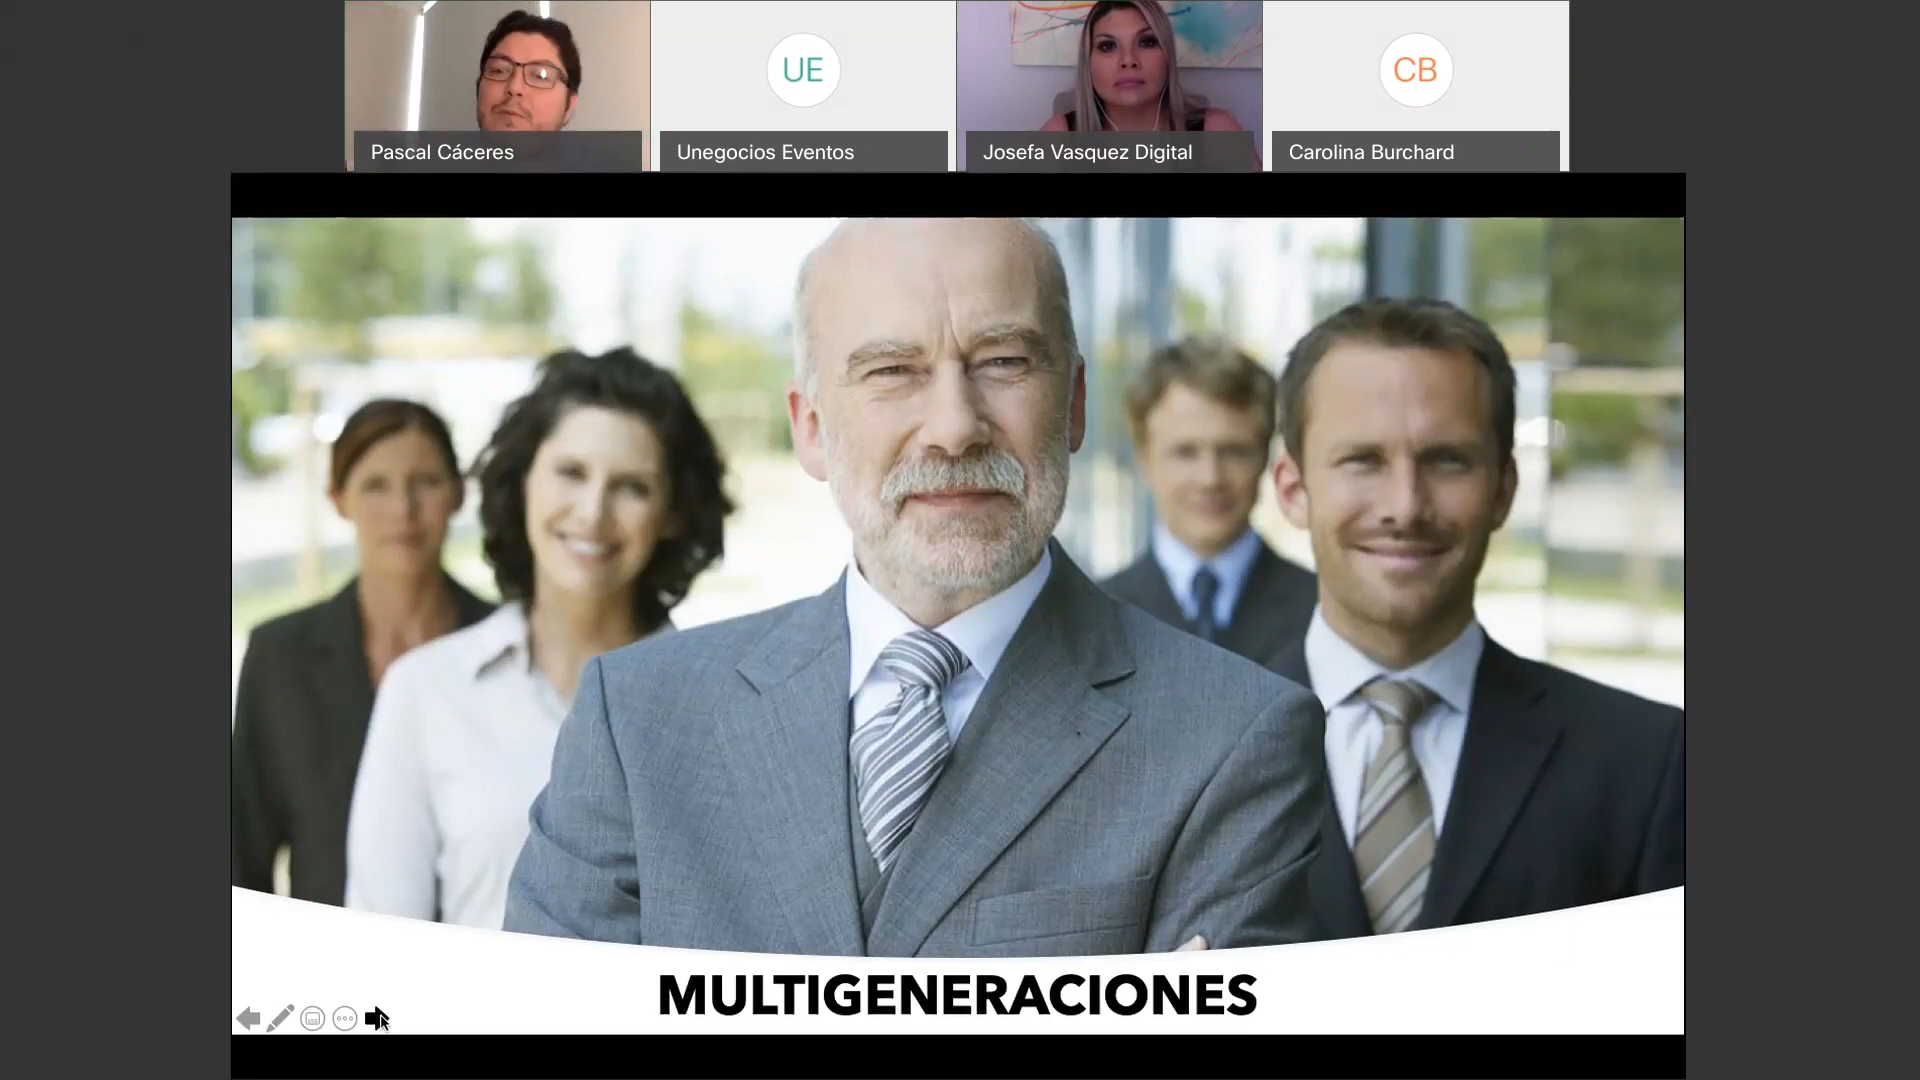 UE
CB
Pascal Cáceres
Unegocios Eventos
Josefa Vasquez Digital
Carolina Burchard
MULTIGENERACIONES